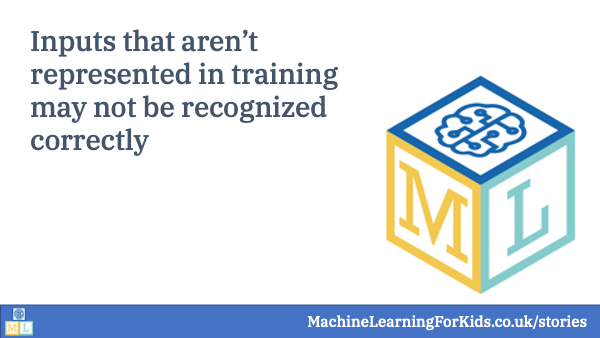 Inputs that aren’t
represented in training
may not be recognized
correctly
M L
M L
MachineLearningForKids.co.uk/stories